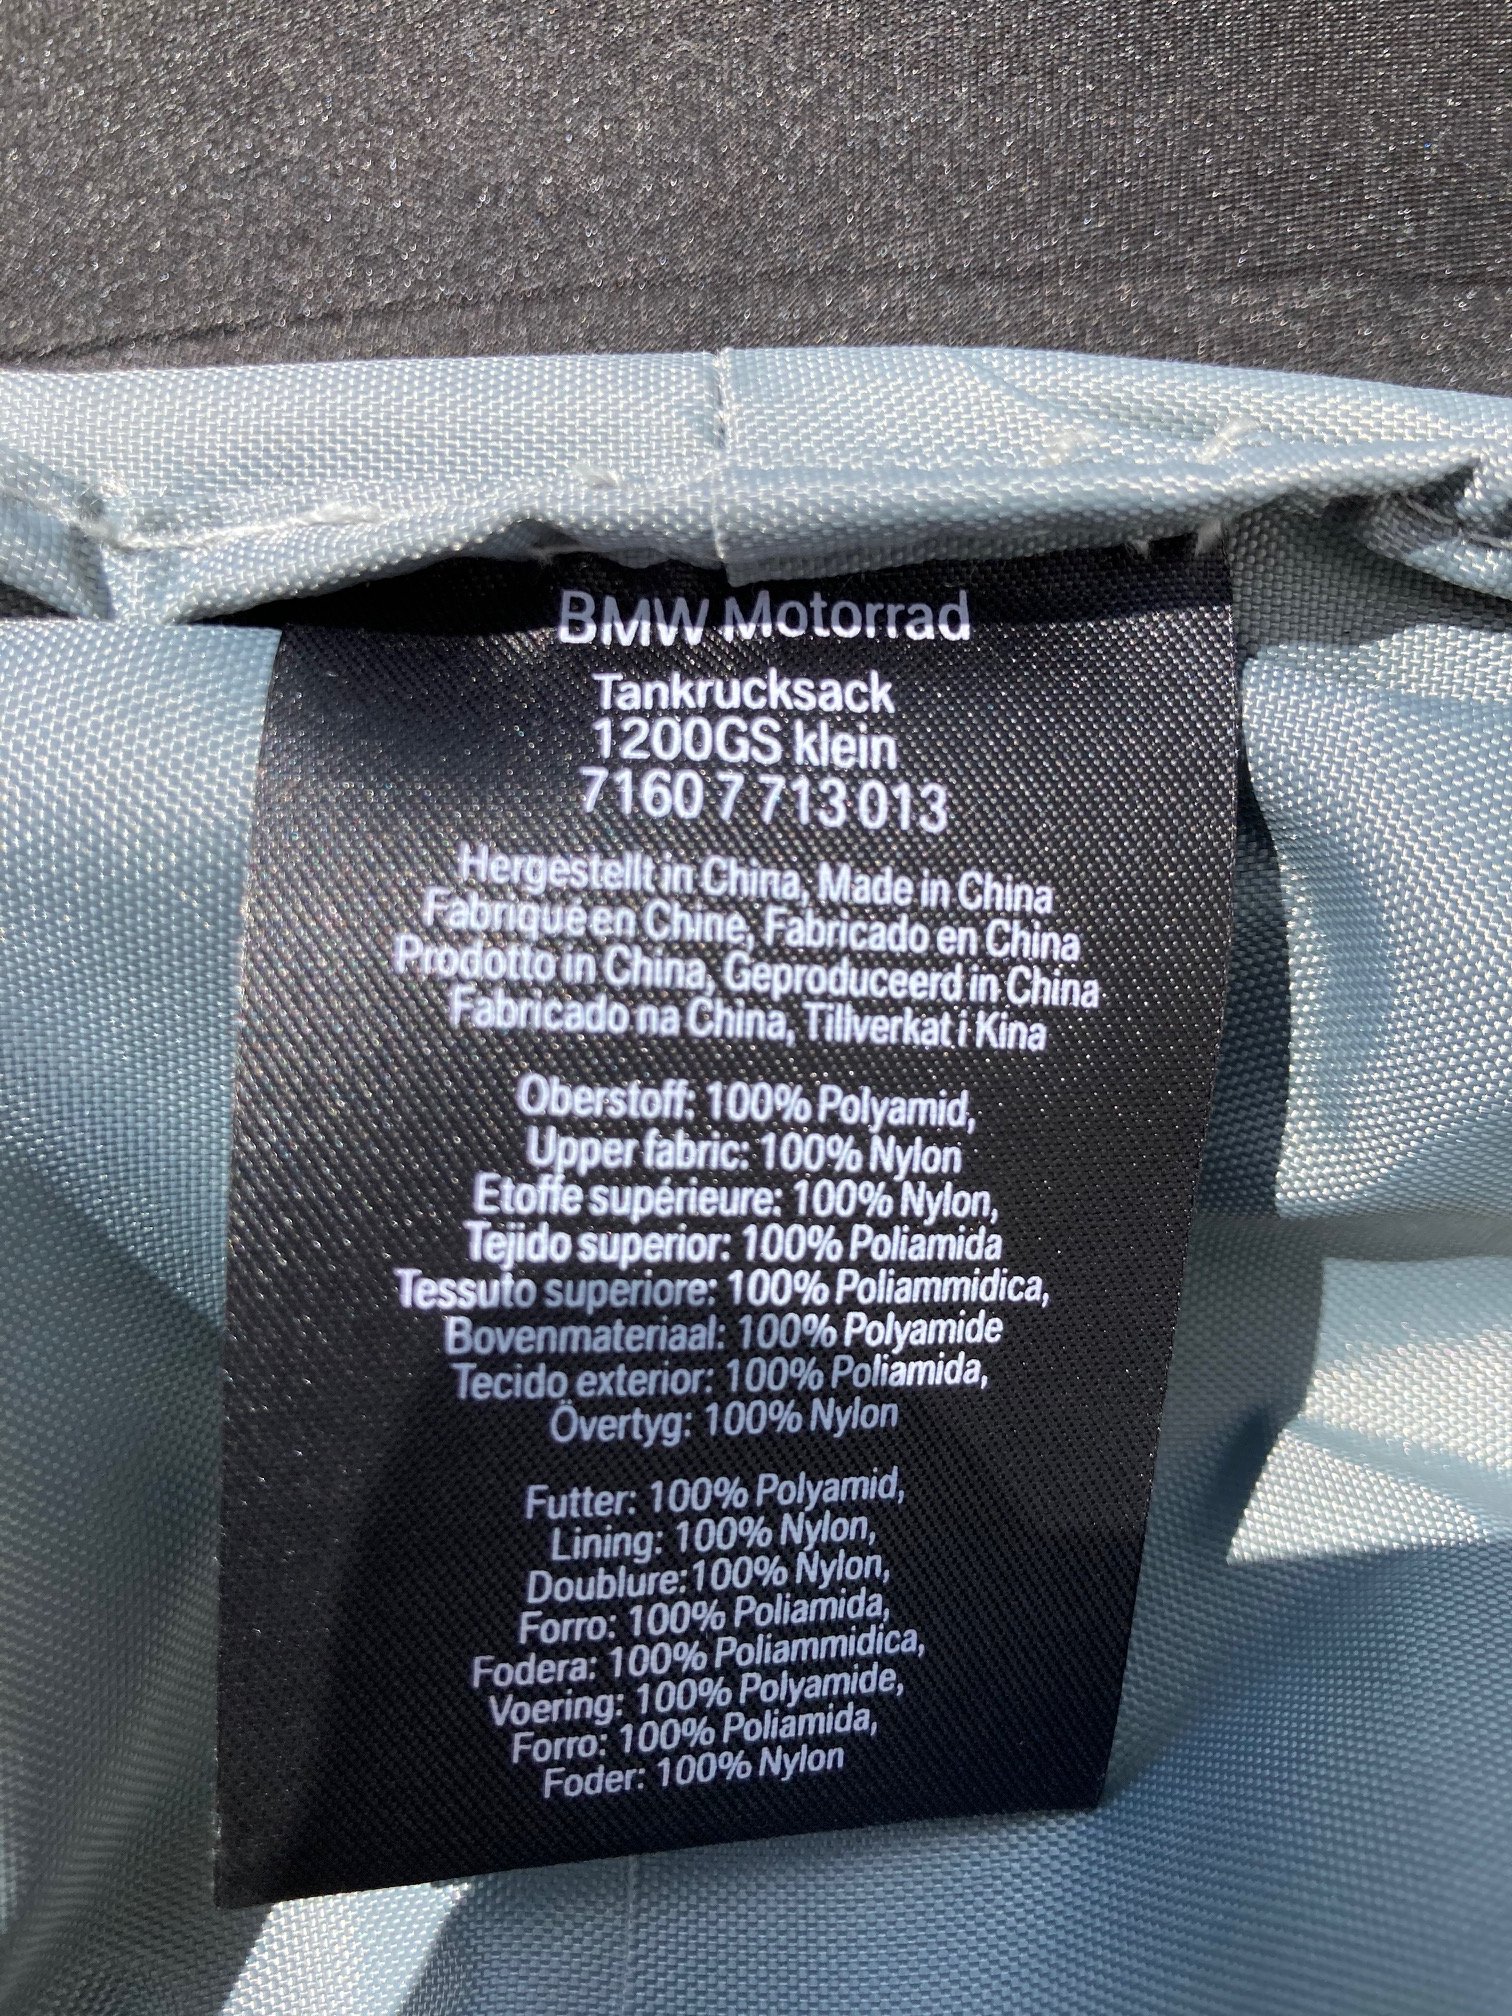 BMW Motorrad
Tankrucksack
1200GS klein
7160 7 713 013
Hergestellt in China, Made in China
Fabriqué en Chine, Fabricado en China
Prodotto in China, Geproduceerd in China
Fabricado na China, Tillverkat i Kina
Oberstoff: 100% Polyamid,
Upper fabric: 100% Nylon
Etoffe supérieure: 100% Nylon,
Tejido superior: 100% Poliamida
Tessuto superiore: 100% Poliammidica,
Bovenmateriaal: 100% Polyamide
Tecido exterior: 100% Poliamida,
Övertyg: 100% Nylon
Futter: 100% Polyamid,
Lining: 100% Nylon,
Doublure:100% Nylon,
Forro: 100% Poliamida,
Fodera: 100% Poliammidica,
Voering: 100% Polyamide,
Forro: 100% Poliamida,
Foder: 100% Nylon